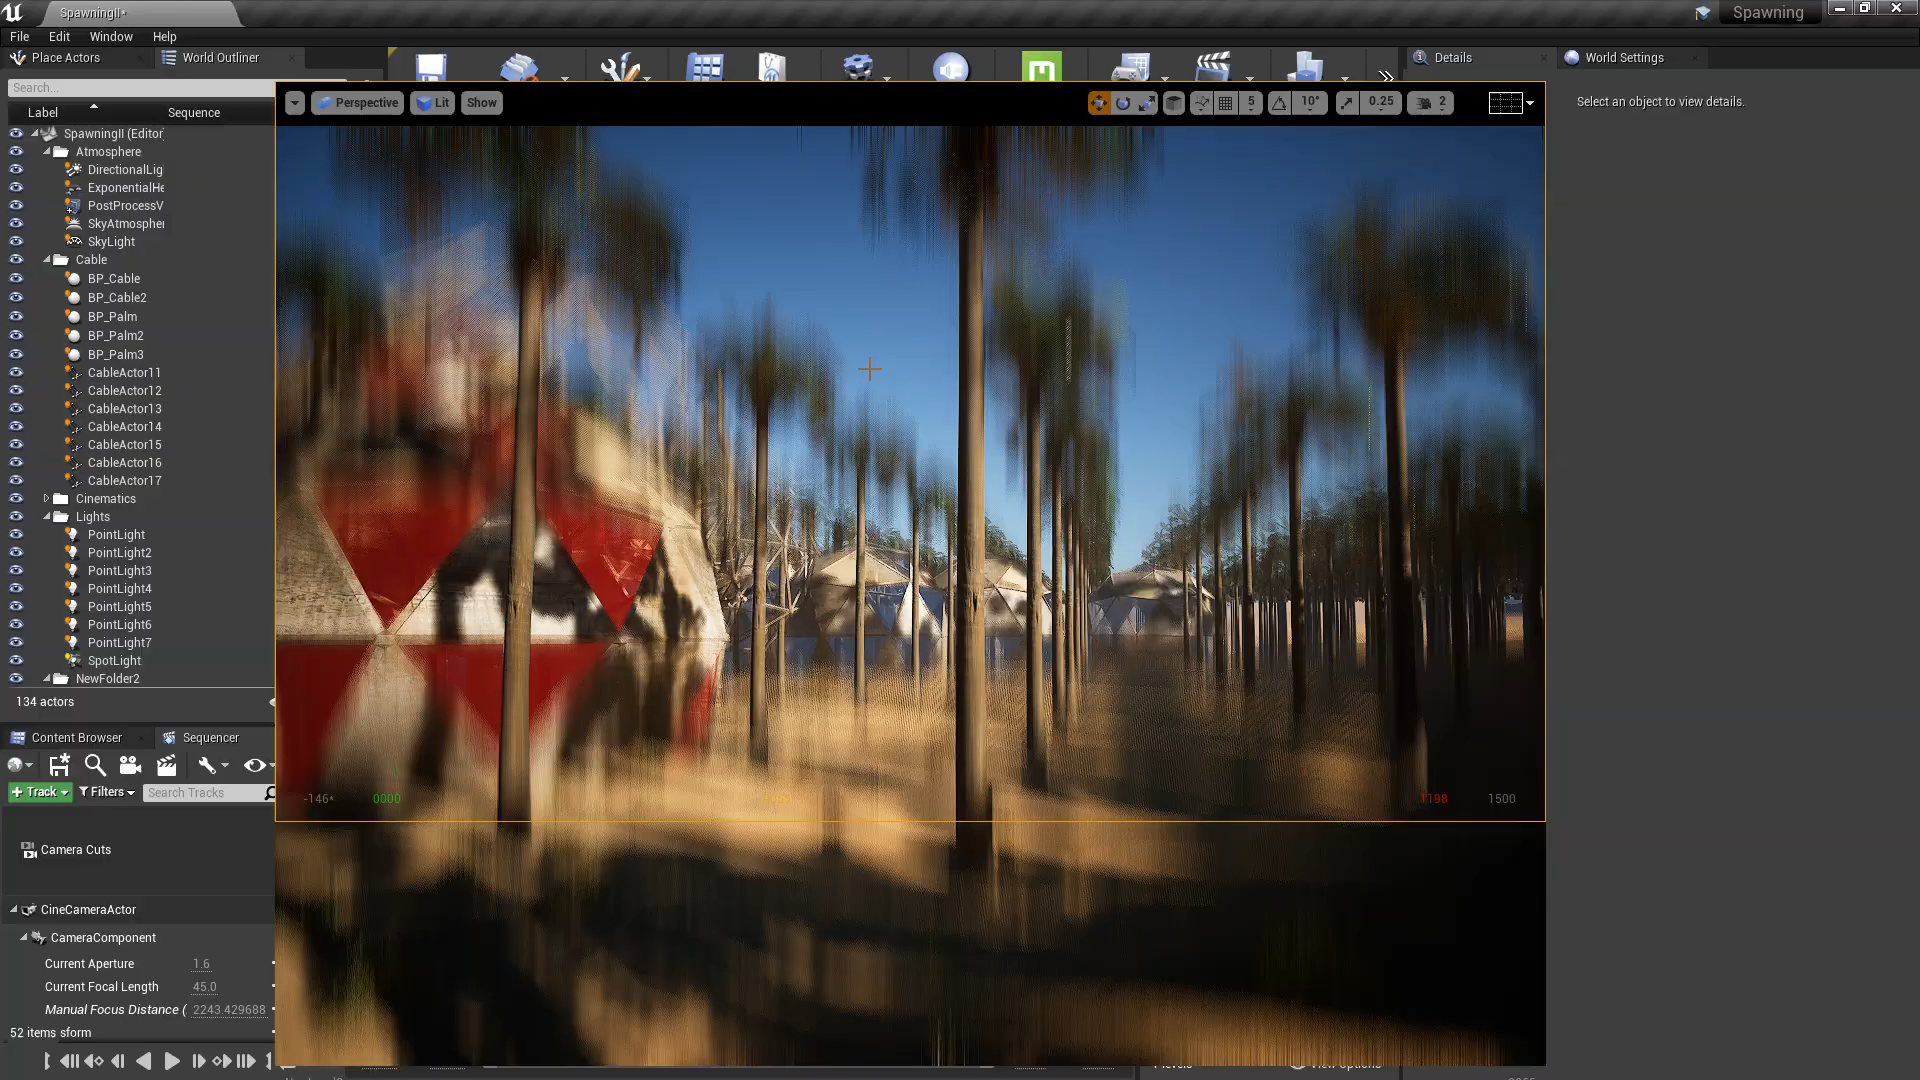 SpawningII*
Spawning
File Edit Window Help
Place Actors
World Outliner
Details
World Settings
Search...
Label Sequence
Perspective Lit Show
5 10° 0.25 2
Select an object to view details.
SpawningII (Editor)
Atmosphere
DirectionalLig
ExponentialHe
PostProcessV
SkyAtmospher
SkyLight
Cable
BP_Cable
BP_Cable2
BP_Palm
BP_Palm2
BP_Palm3
CableActor11
CableActor12
CableActor13
CableActor14
CableActor15
CableActor16
CableActor17
Cinematics
Lights
PointLight
PointLight2
PointLight3
PointLight4
PointLight5
PointLight6
PointLight7
SpotLight
NewFolder2
134 actors
Content Browser
Sequencer
+ Track
Filters
Search Tracks
-146* 0000 1198 1500
Camera Cuts
CineCameraActor
CameraComponent
Current Aperture 1.6
Current Focal Length 45.0
Manual Focus Distance ( 2243.429688
52 items sform
View Options